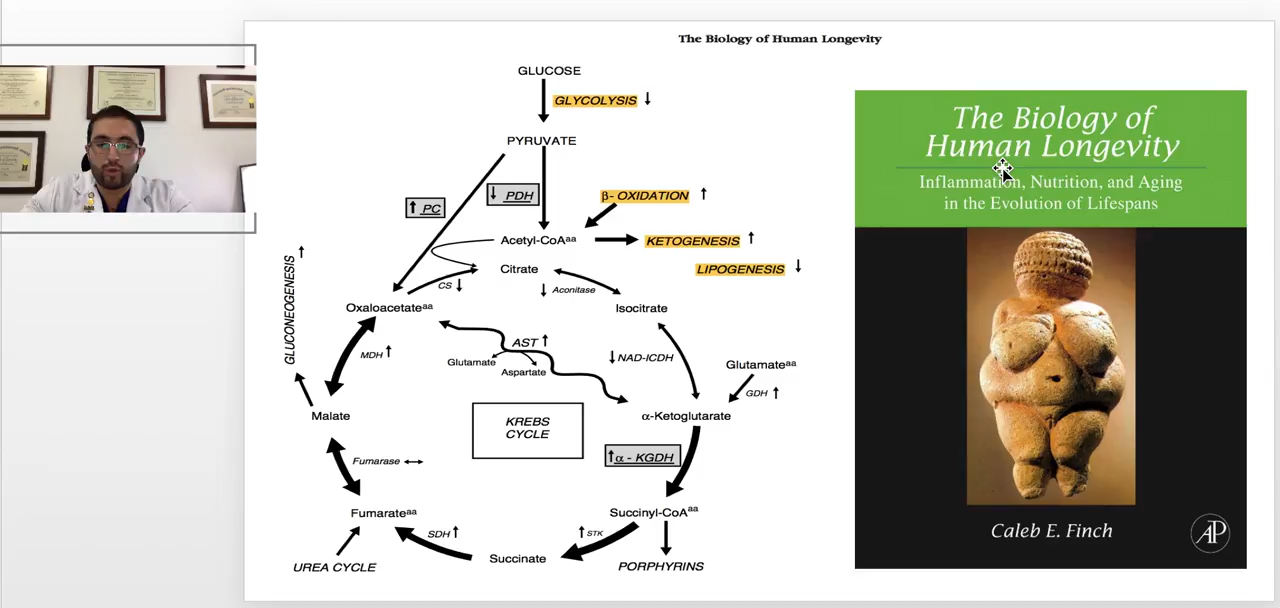 The Biology of Human Longevity
GLUCOSE
GLYCOLYSIS ↓
PYRUVATE
↑ PC
↓ PDH
β- OXIDATION ↑
Acetyl-CoAaa
KETOGENESIS ↑
Citrate
LIPOGENESIS ↓
CS ↓
↓ Aconitase
Oxaloacetateaa
Isocitrate
GLUCONEOGENESIS ↑
MDH ↑
AST ↑
Glutamate
Aspartate
↓ NAD-ICDH
Glutamateaa
GDH ↑
Malate
KREBS
CYCLE
α-Ketoglutarate
↑α - KGDH
Fumarase ↔
Fumarateaa
Succinyl-CoAaa
SDH ↑
↑ STK
Succinate
UREA CYCLE
PORPHYRINS
The Biology of
Human Longevity
Inflammation, Nutrition, and Aging
in the Evolution of Lifespans
Caleb E. Finch
AP